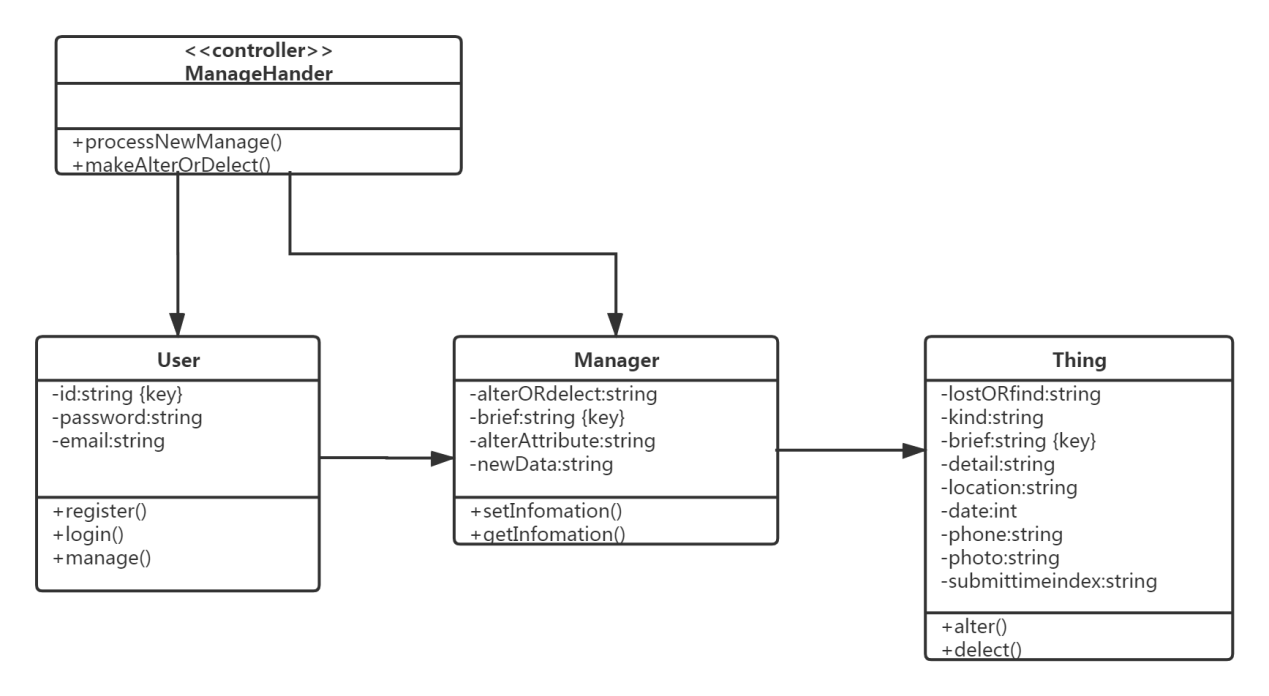 <<controller>>
ManageHander
+processNewManage()
+makeAlterOrDelect()
User
-id:string {key}
-password:string
-email:string
+register()
+login()
+manage()
Manager
-alterORdelect:string
-brief:string {key}
-alterAttribute:string
-newData:string
+setInfomation()
+getInfomation()
Thing
-lostORfind:string
-kind:string
-brief:string {key}
-detail:string
-location:string
-date:int
-phone:string
-photo:string
-submittimeindex:string
+alter()
+delect()